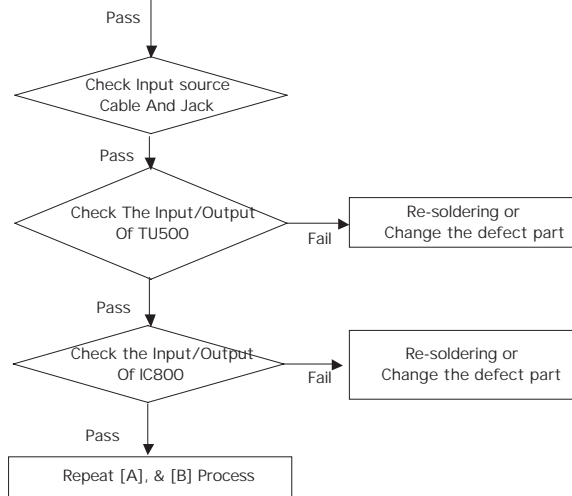 Pass
Check Input source
Cable And Jack
Pass
Check The Input/Output
Of TU500
Fail
Re-soldering or
Change the defect part
Pass
Check the Input/Output
Of IC800
Fail
Re-soldering or
Change the defect part
Pass
Repeat [A], & [B] Process